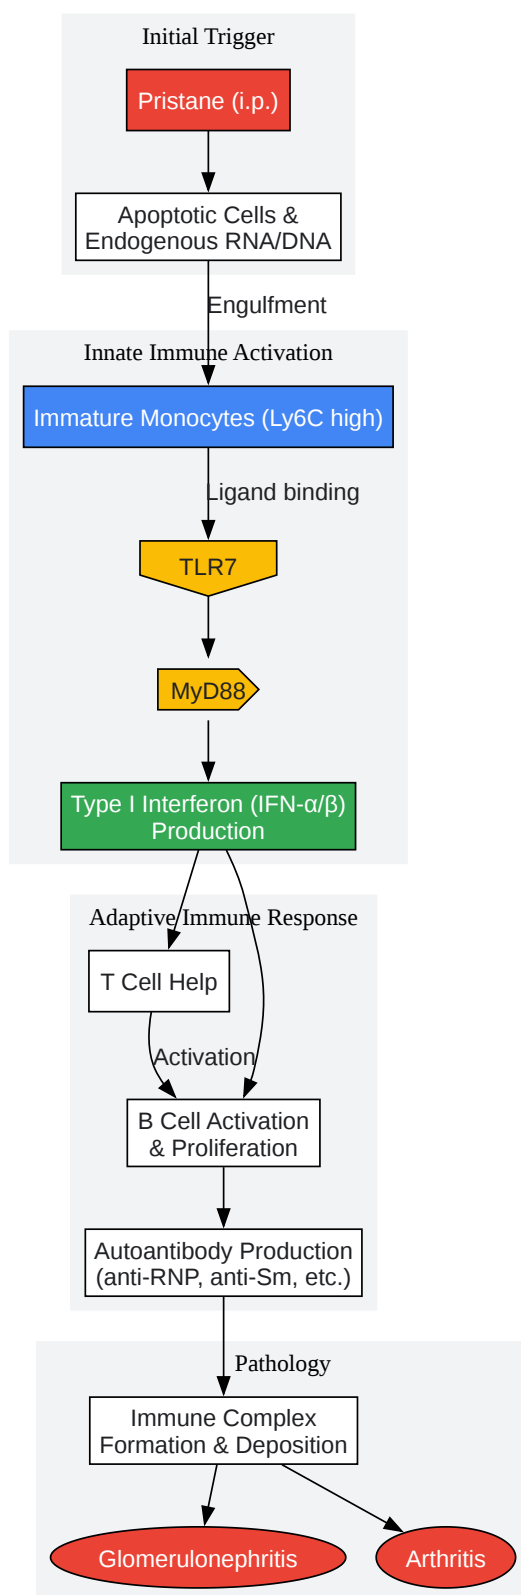 Initial Trigger
Pristane (i.p.)
Apoptotic Cells &
Endogenous RNA/DNA
Engulfment
Innate Immune Activation
Immature Monocytes (Ly6C high)
Ligand binding
TLR7
MyD88
Type I Interferon (IFN-α/β)
Production
Adaptive Immune Response
T Cell Help
Activation
B Cell Activation
& Proliferation
Autoantibody Production
(anti-RNP, anti-Sm, etc.)
Pathology
Immune Complex
Formation & Deposition
Glomerulonephritis
Arthritis